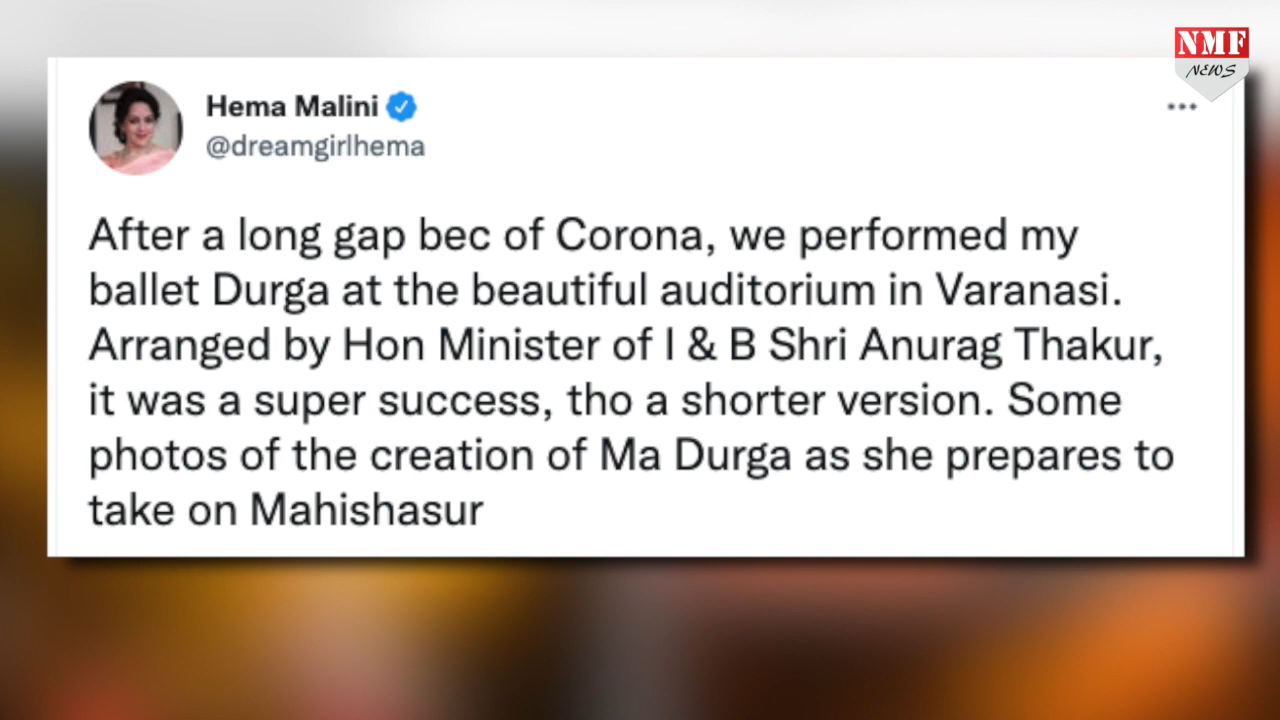 NMF
NEWS
Hema Malini
@dreamgirlhema
After a long gap bec of Corona, we performed my
ballet Durga at the beautiful auditorium in Varanasi.
Arranged by Hon Minister of I & B Shri Anurag Thakur,
it was a super success, tho a shorter version. Some
photos of the creation of Ma Durga as she prepares to
take on Mahishasur